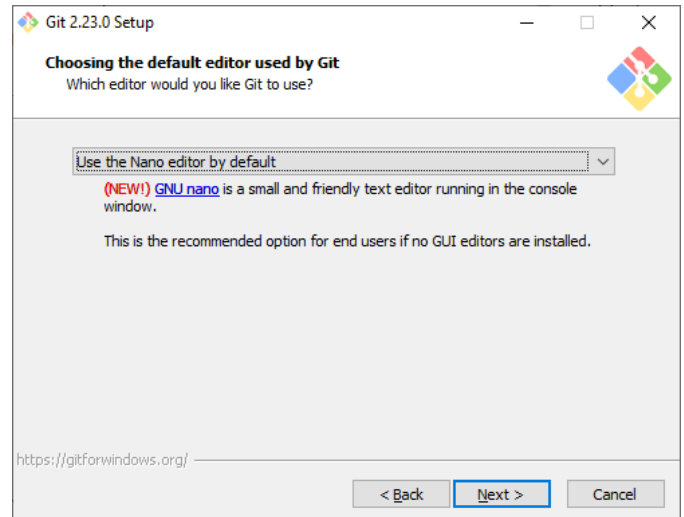 Git 2.23.0 Setup
Choosing the default editor used by Git
Which editor would you like Git to use?
Use the Nano editor by default
(NEW!) GNU nano is a small and friendly text editor running in the console
window.
This is the recommended option for end users if no GUI editors are installed.
https://gitforwindows.org/
< Back Next > Cancel